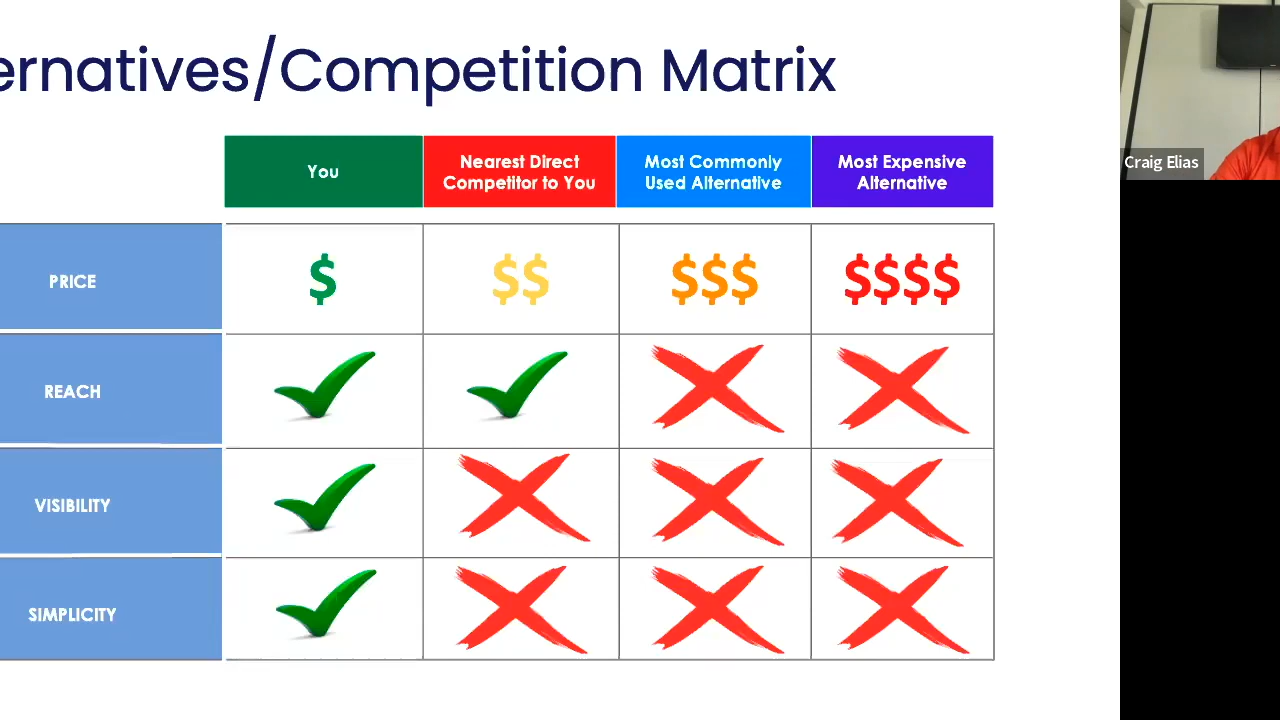 ernatives/Competition Matrix
You
Nearest Direct
Competitor to You
Most Commonly
Used Alternative
Most Expensive
Alternative
Craig Elias
PRICE
$
$$
$$$
$$$$
REACH
VISIBILITY
SIMPLICITY